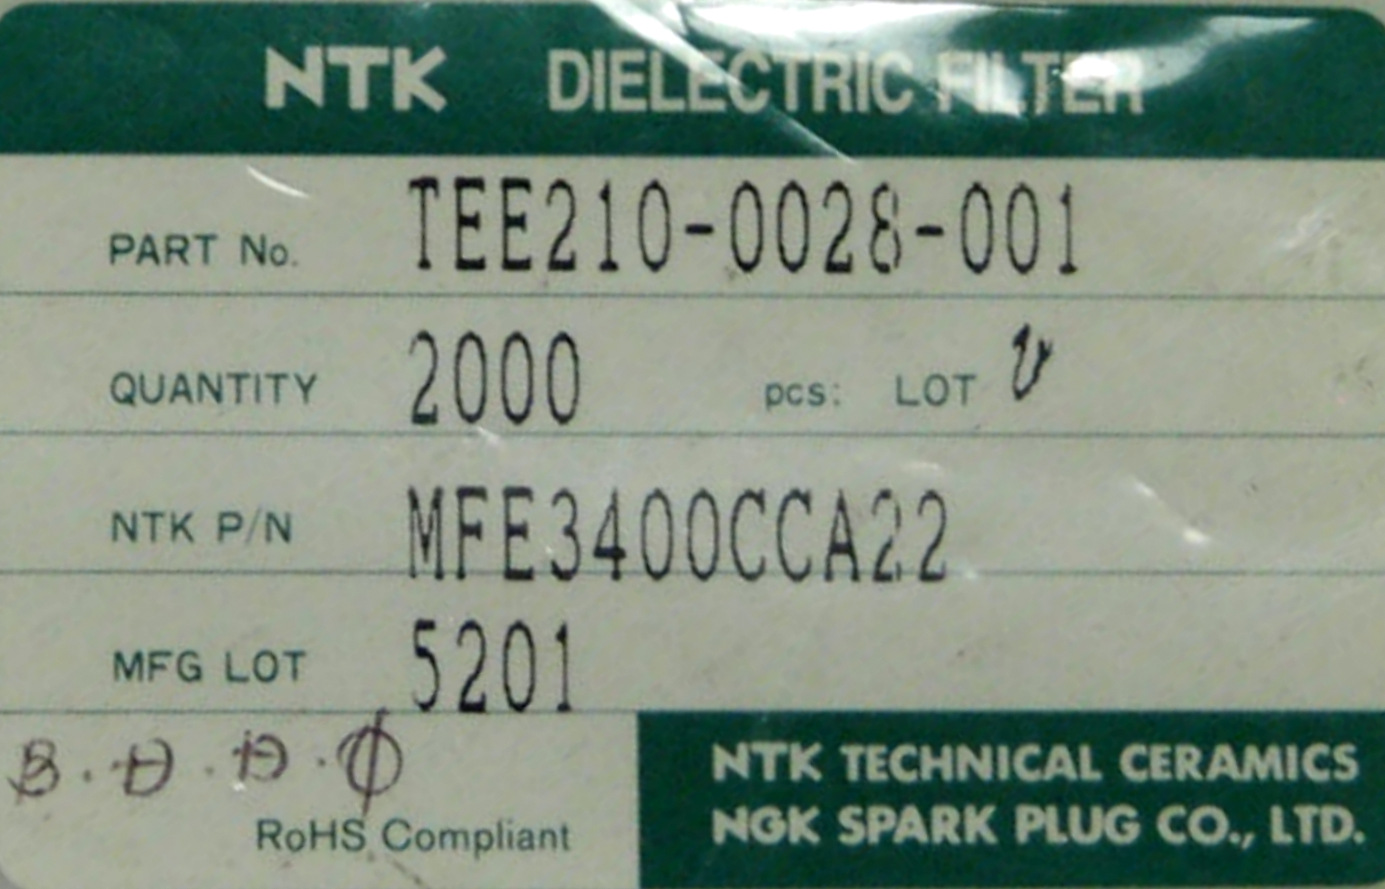 NTK DIELECTRIC FILTER
PART No. TEE210-0028-001
QUANTITY 2000 pcs: LOT
NTK P/N MFE3400CCA22
MFG LOT 5201
RoHS Compliant
NTK TECHNICAL CERAMICS
NGK SPARK PLUG CO., LTD.